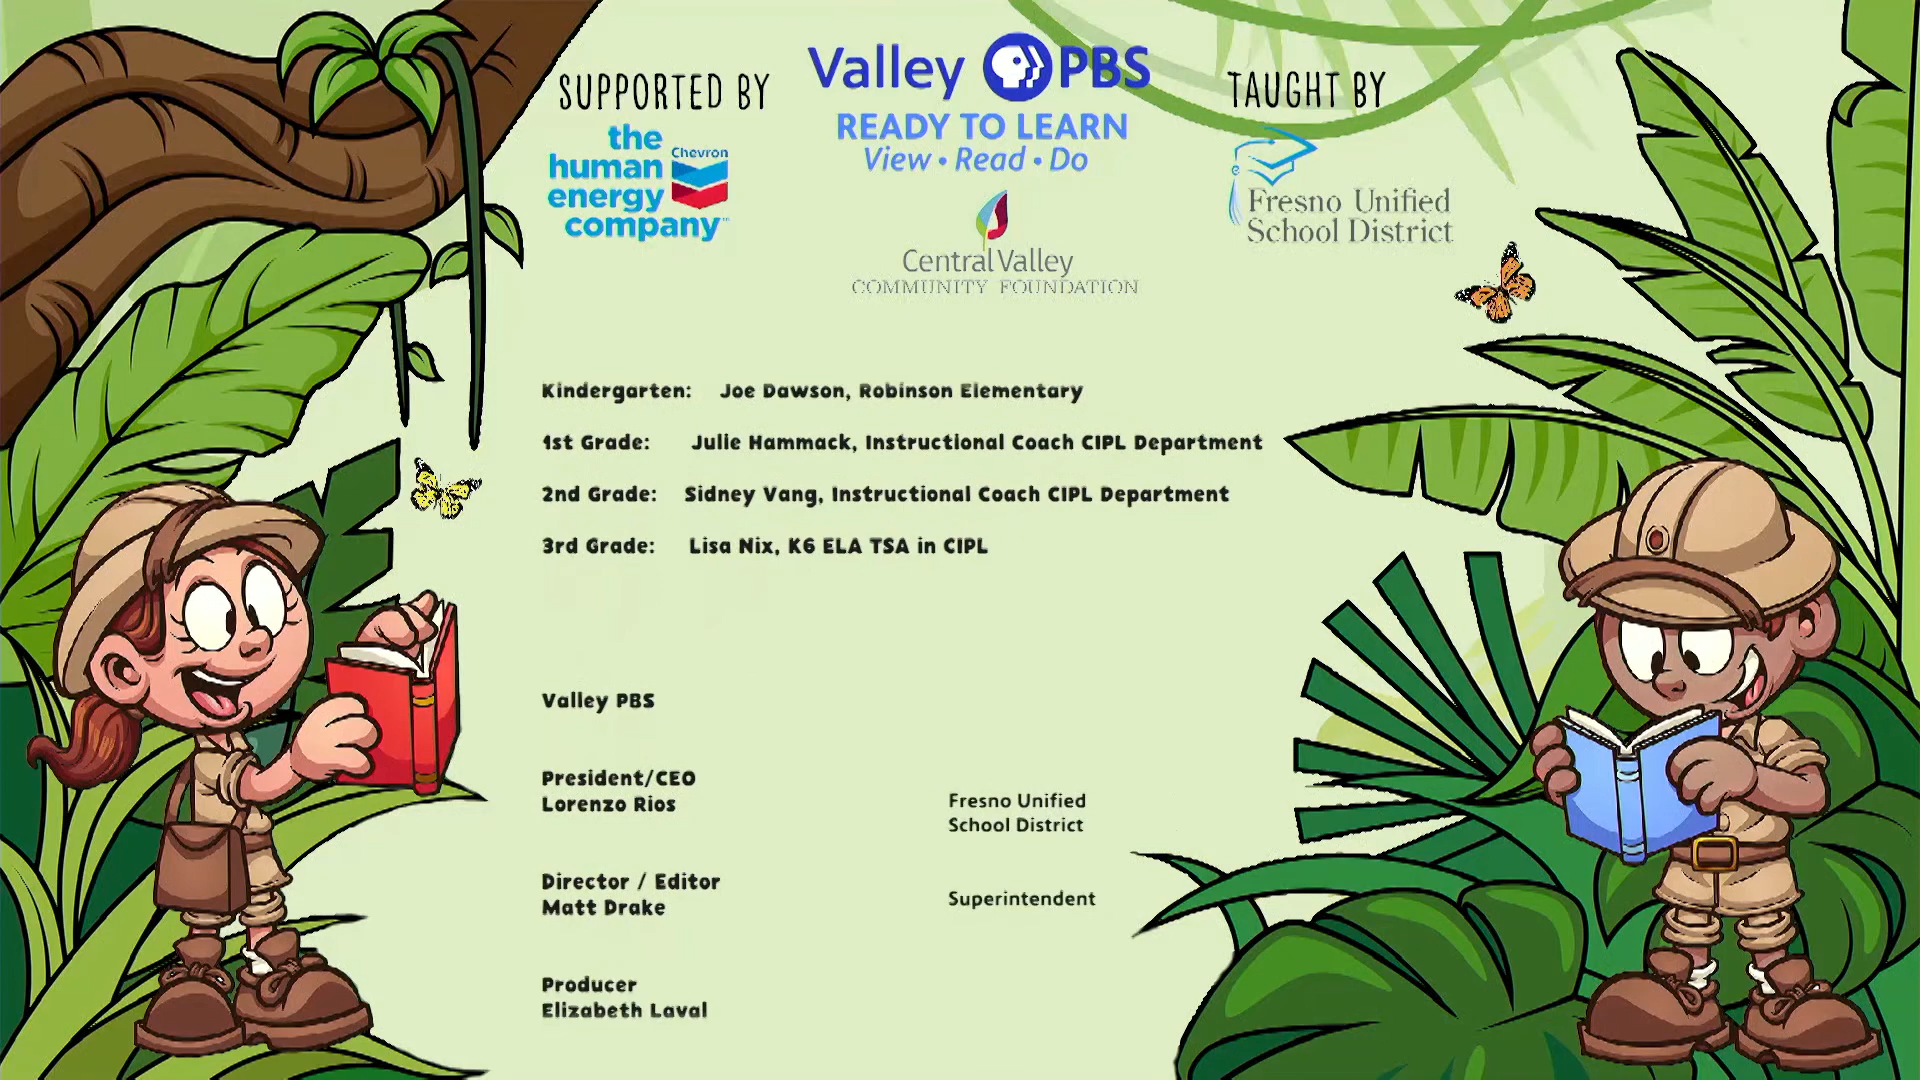 SUPPORTED BY
the
human
energy
company™
Chevron
Valley PBS
READY TO LEARN
View • Read • Do
Central Valley
COMMUNITY FOUNDATION
TAUGHT BY
Fresno Unified
School District
Kindergarten: Joe Dawson, Robinson Elementary
1st Grade: Julie Hammack, Instructional Coach CIPL Department
2nd Grade: Sidney Vang, Instructional Coach CIPL Department
3rd Grade: Lisa Nix, K6 ELA TSA in CIPL
Valley PBS
President/CEO
Lorenzo Rios
Director / Editor
Matt Drake
Producer
Elizabeth Laval
Fresno Unified
School District
Superintendent